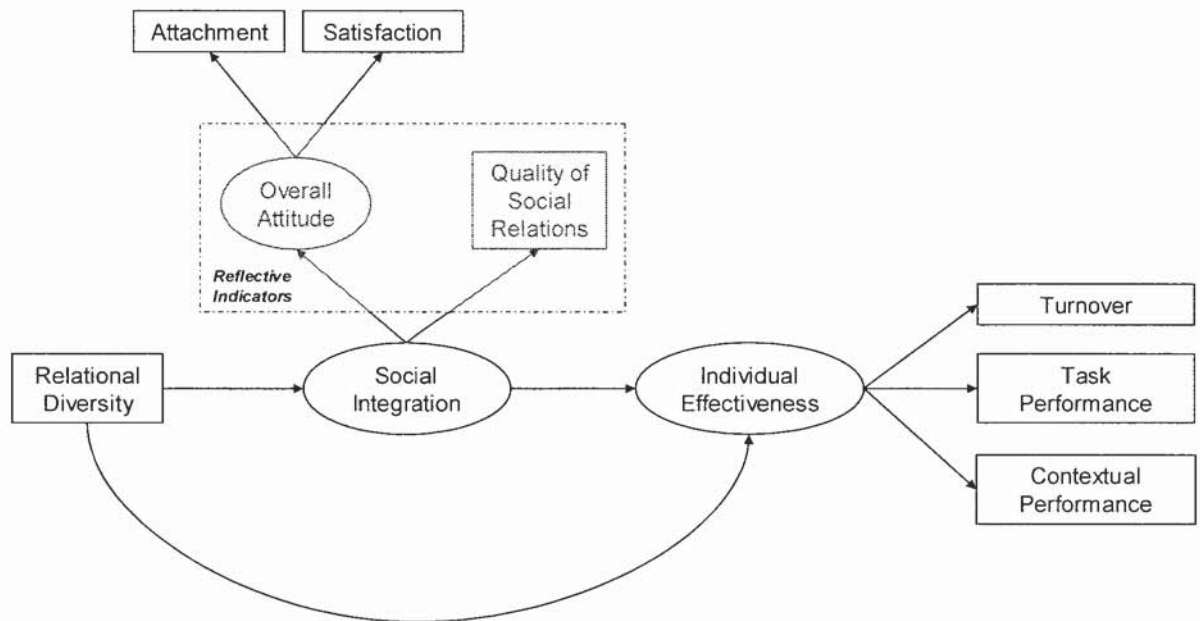 Attachment
Satisfaction
Overall
Attitude
Quality of
Social
Relations
Reflective
Indicators
Turnover
Relational
Diversity
Social
Integration
Individual
Effectiveness
Task
Performance
Contextual
Performance